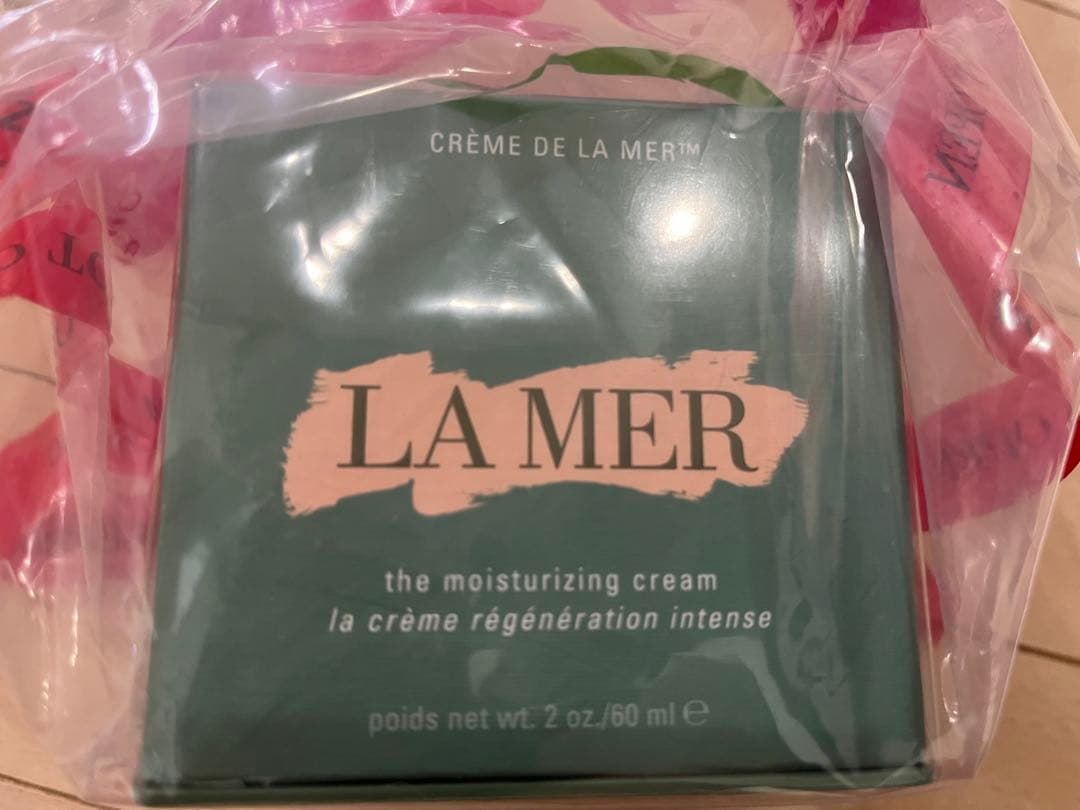 CRÈME DE LA MER™
LA MER
the moisturizing cream
la crème régénération intense
poids net wt. 2 oz./60 ml ℮